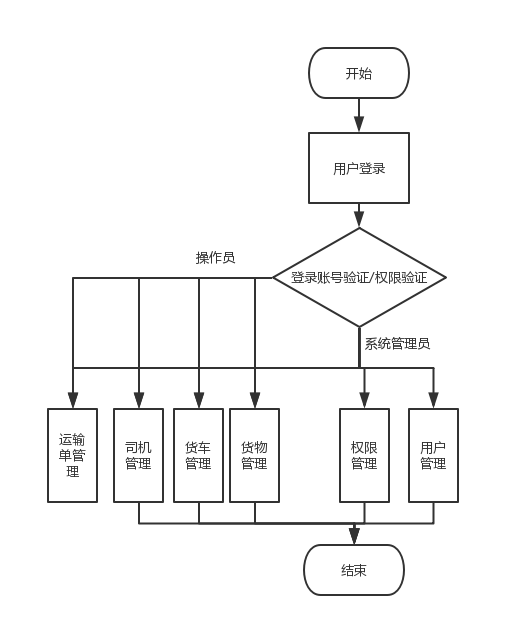 开始
用户登录
操作员
登录账号验证/权限验证
系统管理员
运输
单管
理
司机
管理
货车
管理
货物
管理
权限
管理
用户
管理
结束